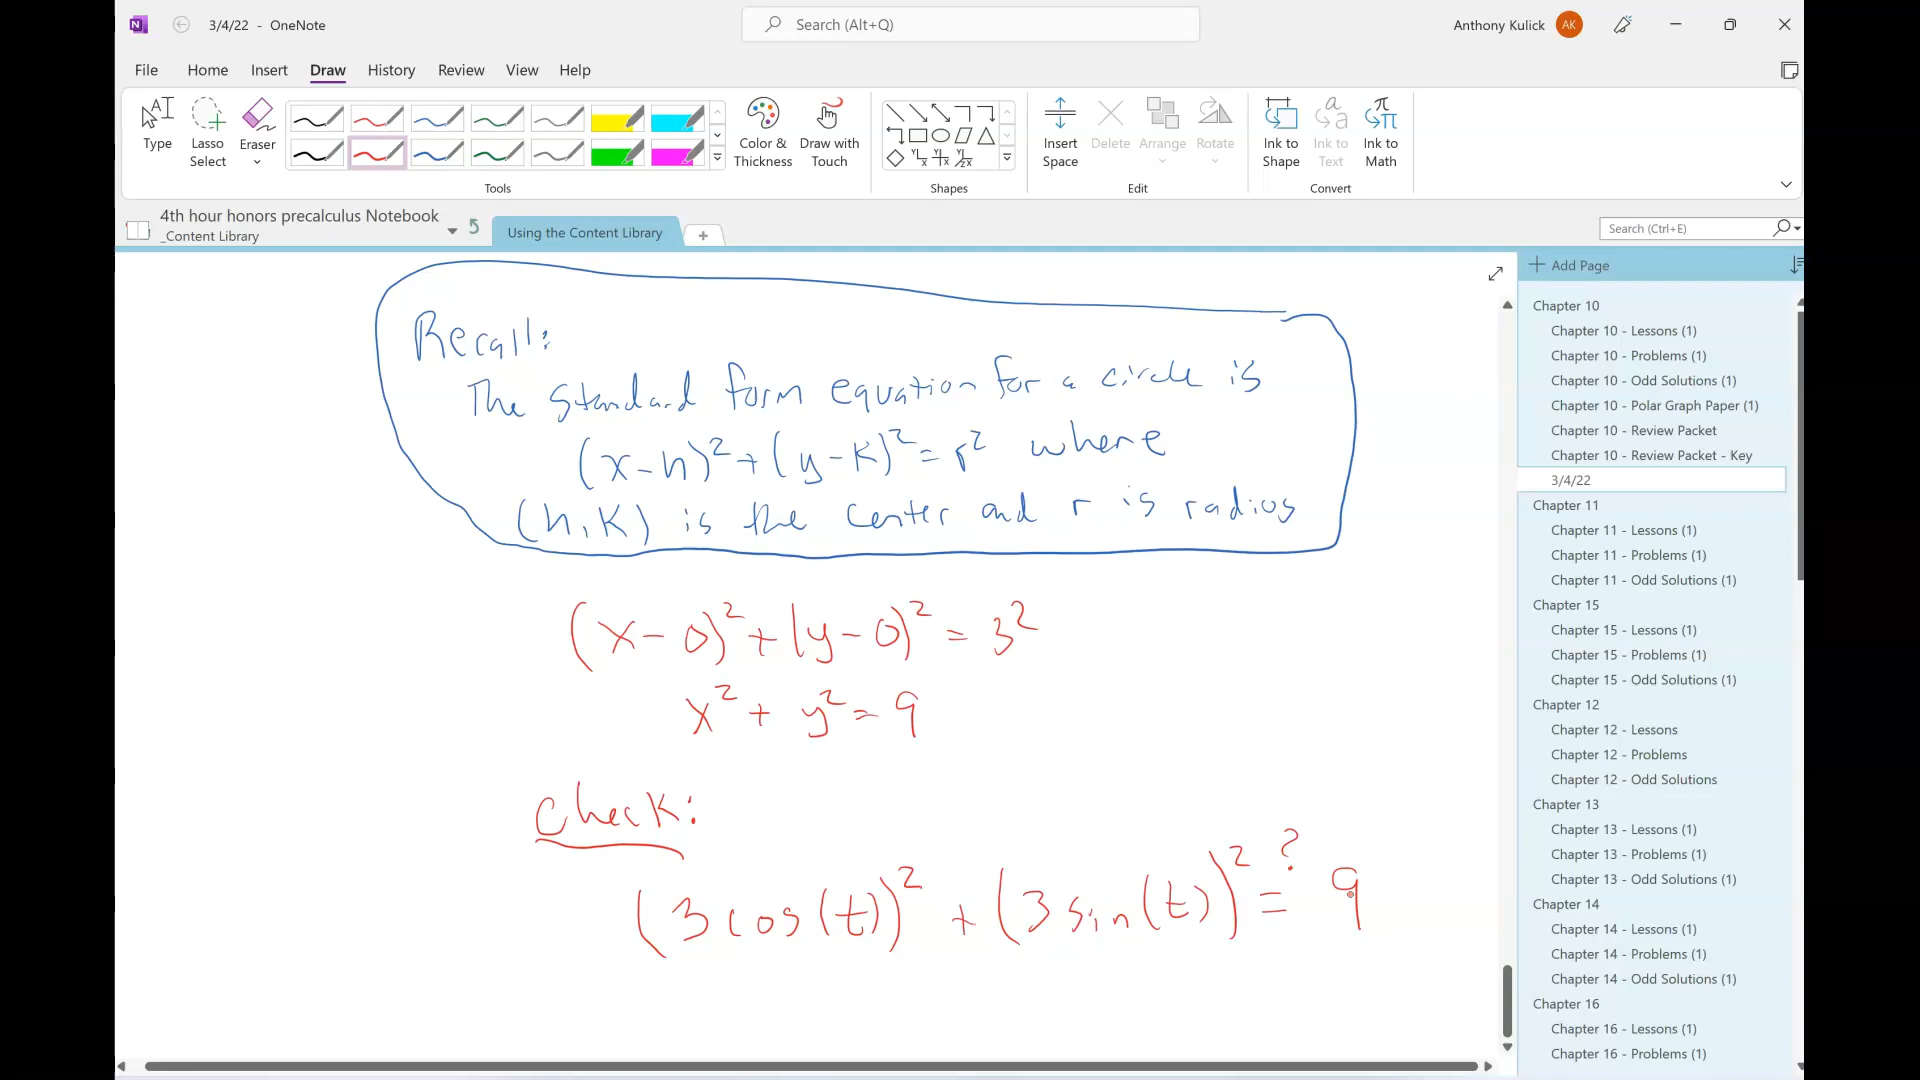 3/4/22 - OneNote
Search (Alt+Q)
Anthony Kulick AK
File Home Insert Draw History Review View Help
Type
Lasso Select
Eraser
Color & Thickness
Draw with Touch
Insert Space
Delete
Arrange
Rotate
Ink to Shape
Ink to Text
Ink to Math
Tools
Shapes
Edit
Convert
4th hour honors precalculus Notebook
_Content Library
Using the Content Library
Search (Ctrl+E)
Recall:
The standard form equation for a circle is
(x-h)²+(y-k)²=r² where
(h,k) is the center and r is radius
(x-0)²+(y-0)²=3²
x²+y²=9
Check:
(3cos(t))²+(3sin(t))² ?= 9
Add Page
Chapter 10
Chapter 10 - Lessons (1)
Chapter 10 - Problems (1)
Chapter 10 - Odd Solutions (1)
Chapter 10 - Polar Graph Paper (1)
Chapter 10 - Review Packet
Chapter 10 - Review Packet - Key
3/4/22
Chapter 11
Chapter 11 - Lessons (1)
Chapter 11 - Problems (1)
Chapter 11 - Odd Solutions (1)
Chapter 15
Chapter 15 - Lessons (1)
Chapter 15 - Problems (1)
Chapter 15 - Odd Solutions (1)
Chapter 12
Chapter 12 - Lessons
Chapter 12 - Problems
Chapter 12 - Odd Solutions
Chapter 13
Chapter 13 - Lessons (1)
Chapter 13 - Problems (1)
Chapter 13 - Odd Solutions (1)
Chapter 14
Chapter 14 - Lessons (1)
Chapter 14 - Problems (1)
Chapter 14 - Odd Solutions (1)
Chapter 16
Chapter 16 - Lessons (1)
Chapter 16 - Problems (1)